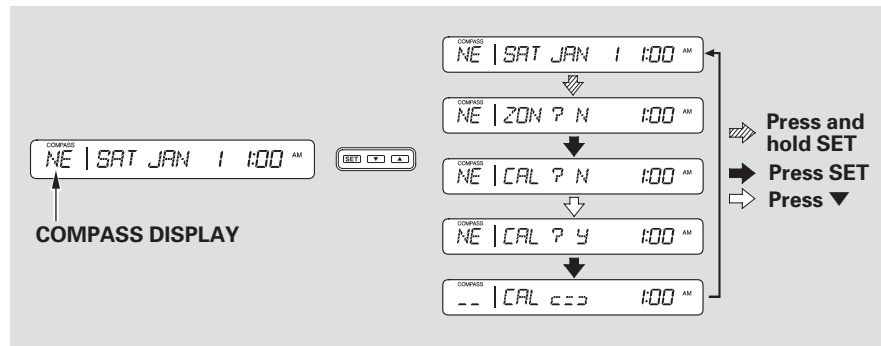 COMPASS
NE SAT JAN 1 1:00 AM
COMPASS DISPLAY
SET ▼ ▲
COMPASS
NE SAT JAN 1 1:00 AM
COMPASS
NE ZON ? N 1:00 AM
COMPASS
NE CAL ? N 1:00 AM
COMPASS
NE CAL ? Y 1:00 AM
COMPASS
-- CAL 1:00 AM
Press and
hold SET
Press SET
Press ▼